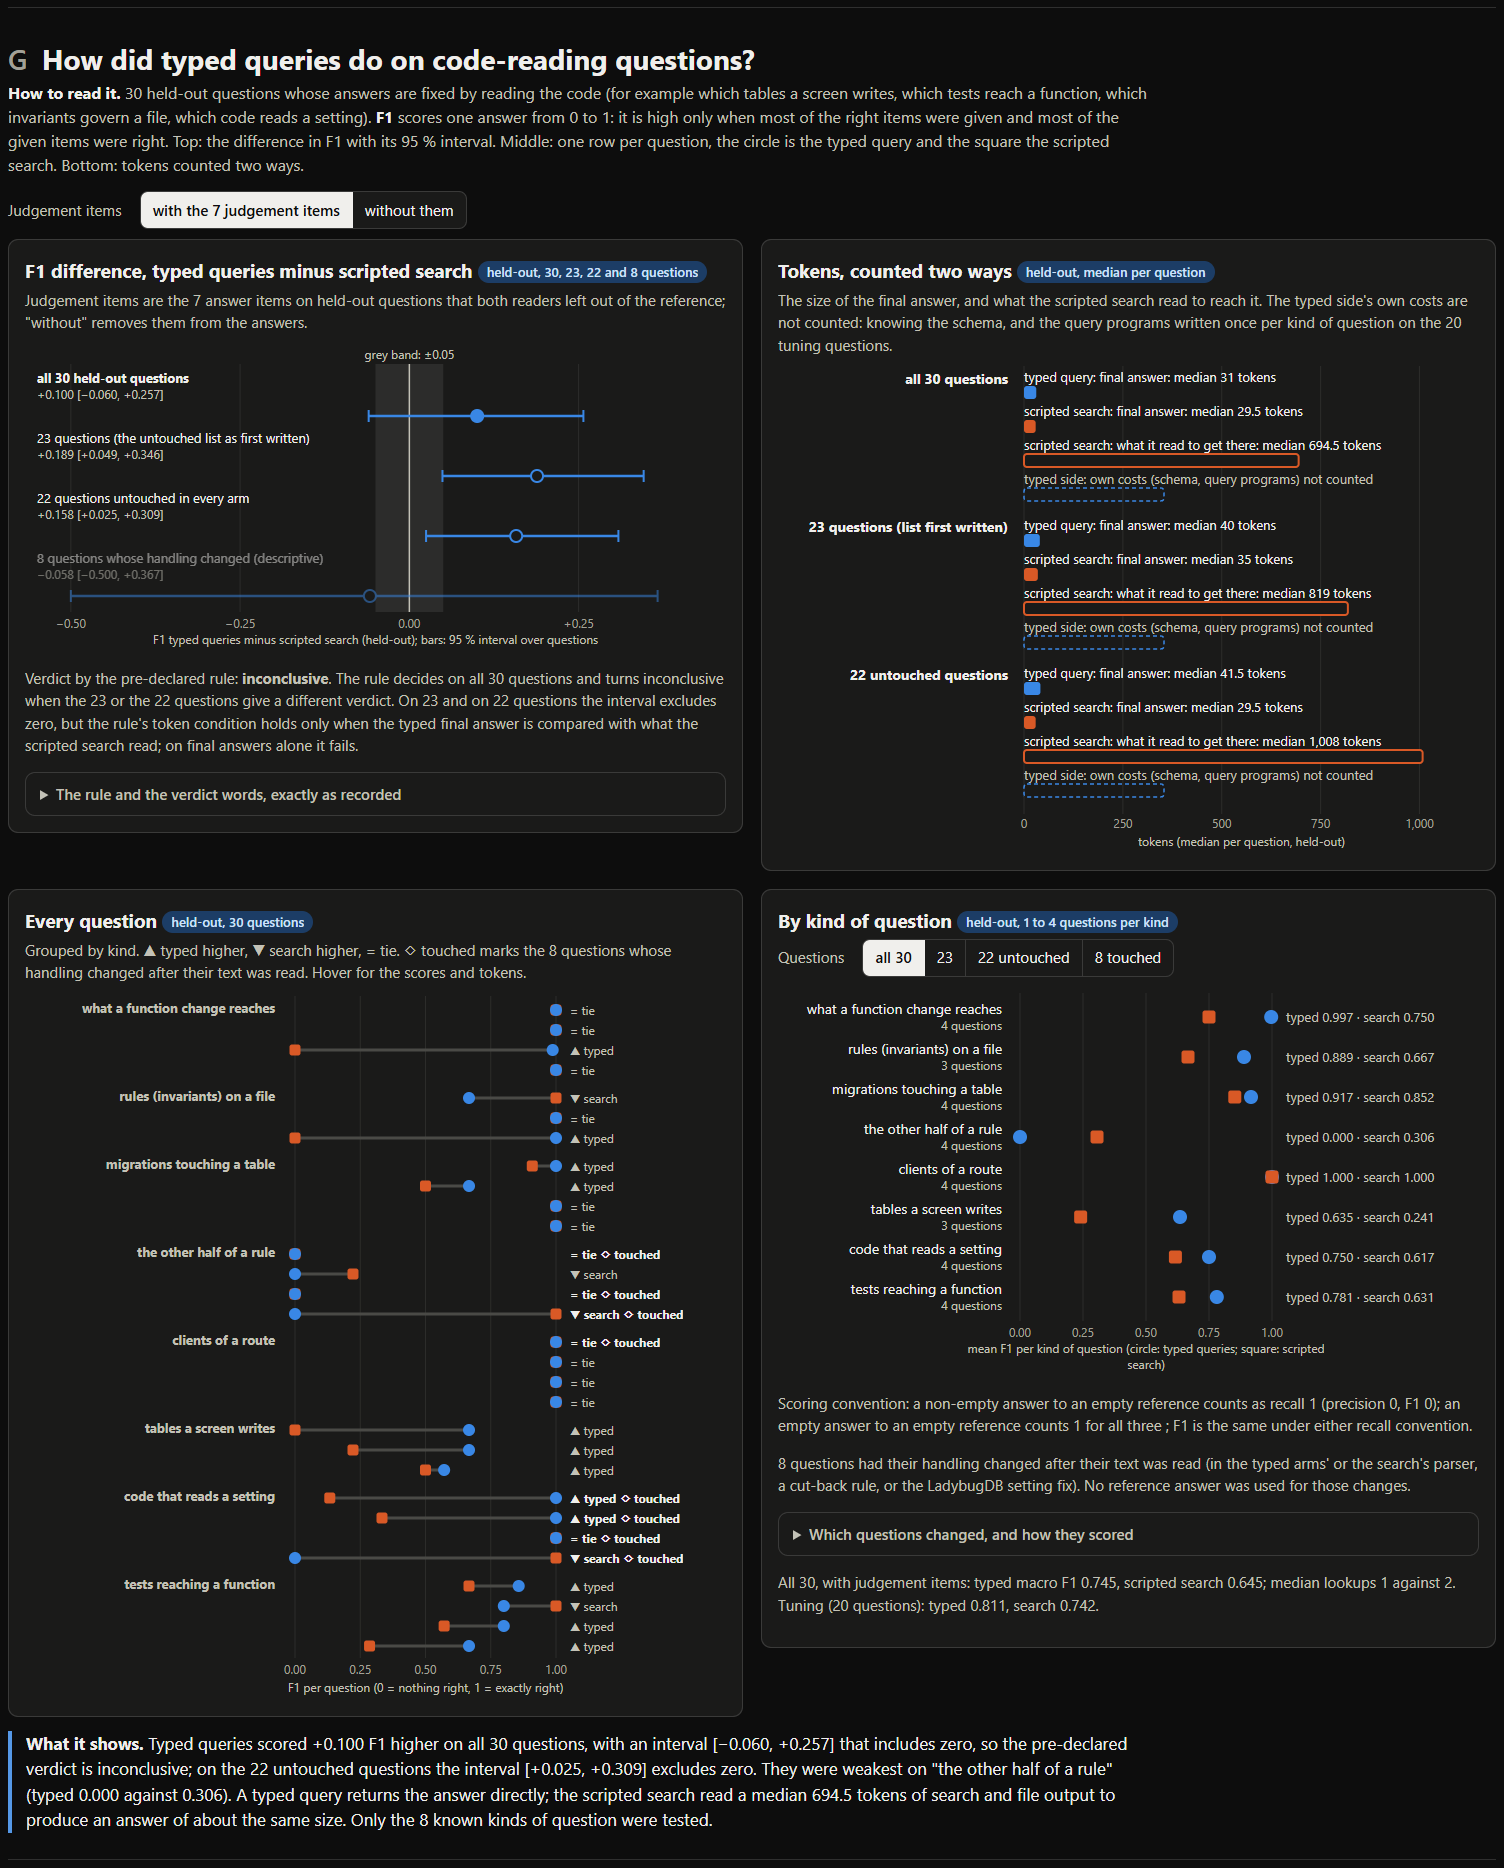 G How did typed queries do on code-reading questions?
How to read it. 30 held-out questions whose answers are fixed by reading the code (for example which tables a screen writes, which tests reach a function, which
invariants govern a file, which code reads a setting). F1 scores one answer from 0 to 1: it is high only when most of the right items were given and most of the
given items were right. Top: the difference in F1 with its 95 % interval. Middle: one row per question, the circle is the typed query and the square the scripted
search. Bottom: tokens counted two ways.
Judgement items with the 7 judgement items without them
F1 difference, typed queries minus scripted search held-out, 30, 23, 22 and 8 questions
Judgement items are the 7 answer items on held-out questions that both readers left out of the reference;
"without" removes them from the answers.
grey band: ±0.05
all 30 held-out questions
+0.100 [−0.060, +0.257]
23 questions (the untouched list as first written)
+0.189 [+0.049, +0.346]
22 questions untouched in every arm
+0.158 [+0.025, +0.309]
8 questions whose handling changed (descriptive)
−0.058 [−0.500, +0.367]
−0.50 −0.25 0.00 +0.25
F1 typed queries minus scripted search (held-out); bars: 95 % interval over questions
Verdict by the pre-declared rule: inconclusive. The rule decides on all 30 questions and turns inconclusive
when the 23 or the 22 questions give a different verdict. On 23 and on 22 questions the interval excludes
zero, but the rule's token condition holds only when the typed final answer is compared with what the
scripted search read; on final answers alone it fails.
▶ The rule and the verdict words, exactly as recorded
Tokens, counted two ways held-out, median per question
The size of the final answer, and what the scripted search read to reach it. The typed side's own costs are
not counted: knowing the schema, and the query programs written once per kind of question on the 20
tuning questions.
all 30 questions
typed query: final answer: median 31 tokens
scripted search: final answer: median 29.5 tokens
scripted search: what it read to get there: median 694.5 tokens
typed side: own costs (schema, query programs) not counted
23 questions (list first written)
typed query: final answer: median 40 tokens
scripted search: final answer: median 35 tokens
scripted search: what it read to get there: median 819 tokens
typed side: own costs (schema, query programs) not counted
22 untouched questions
typed query: final answer: median 41.5 tokens
scripted search: final answer: median 29.5 tokens
scripted search: what it read to get there: median 1,008 tokens
typed side: own costs (schema, query programs) not counted
0 250 500 750 1,000
tokens (median per question, held-out)
Every question held-out, 30 questions
Grouped by kind. ▲ typed higher, ▼ search higher, = tie. ◇ touched marks the 8 questions whose
handling changed after their text was read. Hover for the scores and tokens.
what a function change reaches
= tie
= tie
▲ typed
= tie
rules (invariants) on a file
▼ search
= tie
▲ typed
migrations touching a table
▲ typed
▲ typed
= tie
= tie
the other half of a rule
= tie ◇ touched
▼ search
= tie ◇ touched
▼ search ◇ touched
clients of a route
= tie ◇ touched
= tie
= tie
= tie
tables a screen writes
▲ typed
▲ typed
▲ typed
code that reads a setting
▲ typed ◇ touched
▲ typed ◇ touched
= tie ◇ touched
▼ search ◇ touched
tests reaching a function
▲ typed
▼ search
▲ typed
▲ typed
0.00 0.25 0.50 0.75 1.00
F1 per question (0 = nothing right, 1 = exactly right)
By kind of question held-out, 1 to 4 questions per kind
Questions all 30 23 22 untouched 8 touched
what a function change reaches
4 questions
typed 0.997 · search 0.750
rules (invariants) on a file
3 questions
typed 0.889 · search 0.667
migrations touching a table
4 questions
typed 0.917 · search 0.852
the other half of a rule
4 questions
typed 0.000 · search 0.306
clients of a route
4 questions
typed 1.000 · search 1.000
tables a screen writes
3 questions
typed 0.635 · search 0.241
code that reads a setting
4 questions
typed 0.750 · search 0.617
tests reaching a function
4 questions
typed 0.781 · search 0.631
0.00 0.25 0.50 0.75 1.00
mean F1 per kind of question (circle: typed queries; square: scripted
search)
Scoring convention: a non-empty answer to an empty reference counts as recall 1 (precision 0, F1 0); an
empty answer to an empty reference counts 1 for all three ; F1 is the same under either recall convention.
8 questions had their handling changed after their text was read (in the typed arms' or the search's parser,
a cut-back rule, or the LadybugDB setting fix). No reference answer was used for those changes.
▶ Which questions changed, and how they scored
All 30, with judgement items: typed macro F1 0.745, scripted search 0.645; median lookups 1 against 2.
Tuning (20 questions): typed 0.811, search 0.742.
What it shows. Typed queries scored +0.100 F1 higher on all 30 questions, with an interval [−0.060, +0.257] that includes zero, so the pre-declared
verdict is inconclusive; on the 22 untouched questions the interval [+0.025, +0.309] excludes zero. They were weakest on "the other half of a rule"
(typed 0.000 against 0.306). A typed query returns the answer directly; the scripted search read a median 694.5 tokens of search and file output to
produce an answer of about the same size. Only the 8 known kinds of question were tested.